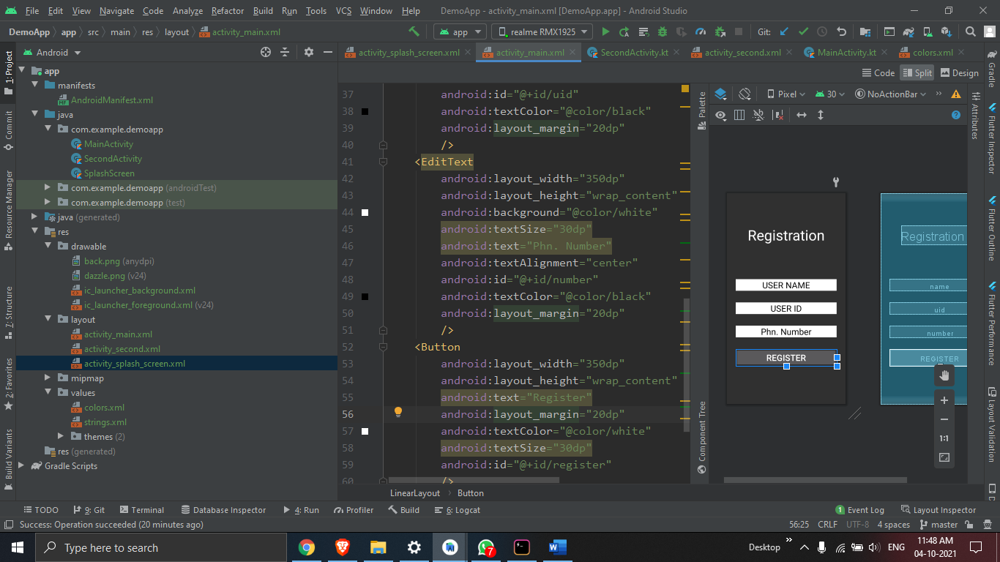 File Edit View Navigate Code Analyze Refactor Build Run Tools VCS Window Help DemoApp - activity_main.xml [DemoApp.app] - Android Studio
DemoApp app src main res layout activity_main.xml app realme RMX1925 Git:
Android
activity_splash_screen.xml activity_main.xml SecondActivity.kt activity_second.xml MainActivity.kt colors.xml
Code Split Design
1: Project
Commit
Resource Manager
7: Structure
2: Favorites
Build Variants
app
manifests
AndroidManifest.xml
java
com.example.demoapp
MainActivity
SecondActivity
SplashScreen
com.example.demoapp (androidTest)
com.example.demoapp (test)
java (generated)
res
drawable
back.png (anydpi)
dazzle.png (v24)
ic_launcher_background.xml
ic_launcher_foreground.xml (v24)
layout
activity_main.xml
activity_second.xml
activity_splash_screen.xml
mipmap
values
colors.xml
strings.xml
themes (2)
res (generated)
Gradle Scripts
37 android:id="@+id/uid"
38 android:textColor="@color/black"
39 android:layout_margin="20dp"
40 />
41 <EditText
42 android:layout_width="350dp"
43 android:layout_height="wrap_content"
44 android:background="@color/white"
45 android:textSize="30dp"
46 android:text="Phn. Number"
47 android:textAlignment="center"
48 android:id="@+id/number"
49 android:textColor="@color/black"
50 android:layout_margin="20dp"
51 />
52 <Button
53 android:layout_width="350dp"
54 android:layout_height="wrap_content"
55 android:text="Register"
56 android:layout_margin="20dp"
57 android:textColor="@color/white"
58 android:textSize="30dp"
59 android:id="@+id/register"
60 />
LinearLayout Button
Palette
Component Tree
Pixel 30 NoActionBar
Registration
USER NAME
USER ID
Phn. Number
REGISTER
Registration
name
uid
number
REGISTER
1:1
Attributes
Gradle
Flutter Inspector
Flutter Outline
Flutter Performance
Layout Validation
TODO 9: Git Terminal Database Inspector 4: Run Profiler Build 6: Logcat 1 Event Log Layout Inspector
Success: Operation succeeded (20 minutes ago) 56:25 CRLF UTF-8 4 spaces master
Type here to search 7 Desktop ENG 11:48 AM
04-10-2021